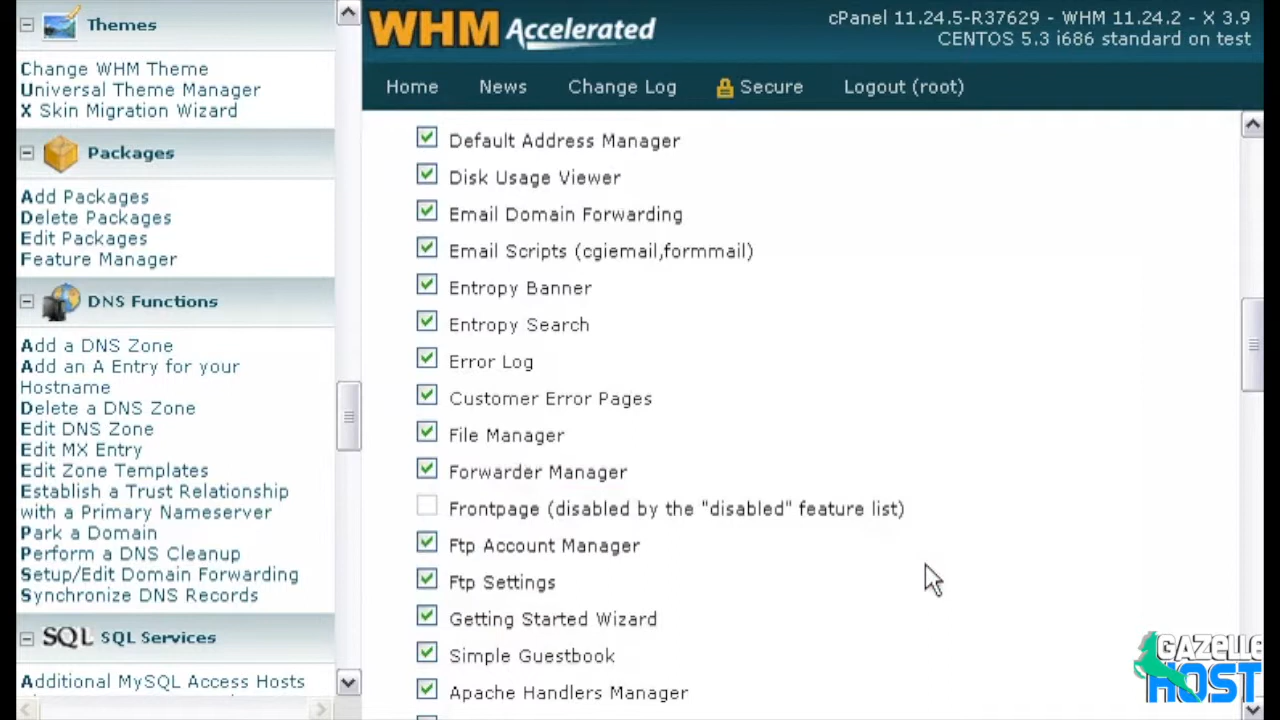 Themes
Change WHM Theme
Universal Theme Manager
X Skin Migration Wizard
Packages
Add Packages
Delete Packages
Edit Packages
Feature Manager
DNS Functions
Add a DNS Zone
Add an A Entry for your
Hostname
Delete a DNS Zone
Edit DNS Zone
Edit MX Entry
Edit Zone Templates
Establish a Trust Relationship
with a Primary Nameserver
Park a Domain
Perform a DNS Cleanup
Setup/Edit Domain Forwarding
Synchronize DNS Records
SQL SQL Services
Additional MySQL Access Hosts
WHM Accelerated
cPanel 11.24.5-R37629 - WHM 11.24.2 - X 3.9
CENTOS 5.3 i686 standard on test
Home News Change Log Secure Logout (root)
Default Address Manager
Disk Usage Viewer
Email Domain Forwarding
Email Scripts (cgiemail,formmail)
Entropy Banner
Entropy Search
Error Log
Customer Error Pages
File Manager
Forwarder Manager
Frontpage (disabled by the "disabled" feature list)
Ftp Account Manager
Ftp Settings
Getting Started Wizard
Simple Guestbook
Apache Handlers Manager
GAZELLE
HOST